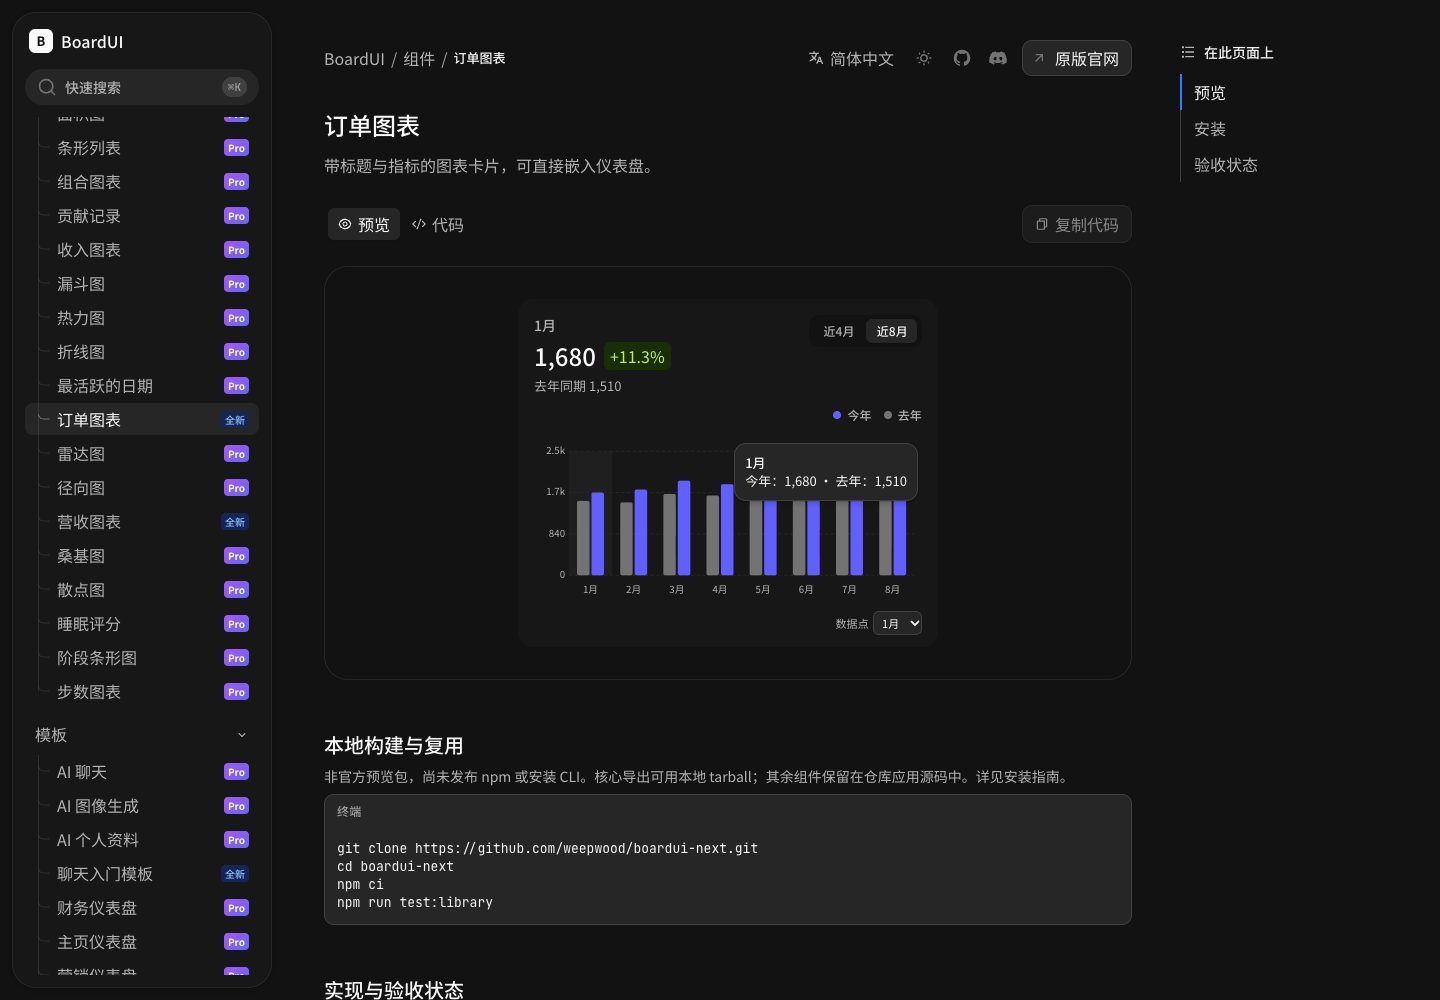 B BoardUI
快速搜索 ⌘K
条形列表 Pro
组合图表 Pro
贡献记录 Pro
收入图表 Pro
漏斗图 Pro
热力图 Pro
折线图 Pro
最活跃的日期 Pro
订单图表 全新
雷达图 Pro
径向图 Pro
营收图表 全新
桑基图 Pro
散点图 Pro
睡眠评分 Pro
阶段条形图 Pro
步数图表 Pro
模板
AI 聊天 Pro
AI 图像生成 Pro
AI 个人资料 Pro
聊天入门模板 全新
财务仪表盘 Pro
主页仪表盘 Pro
BoardUI / 组件 / 订单图表
简体中文
原版官网
订单图表
带标题与指标的图表卡片，可直接嵌入仪表盘。
预览 代码
复制代码
1月
近4月 近8月
1,680 +11.3%
去年同期 1,510
今年 去年
2.5k
1.7k
840
0
1月
今年：1,680 · 去年：1,510
1月 2月 3月 4月 5月 6月 7月 8月
数据点 1月
本地构建与复用
非官方预览包，尚未发布 npm 或安装 CLI。核心导出可用本地 tarball；其余组件保留在仓库应用源码中。详见安装指南。
终端
git clone https://github.com/weepwood/boardui-next.git
cd boardui-next
npm ci
npm run test:library
实现与验收状态
在此页面上
预览
安装
验收状态